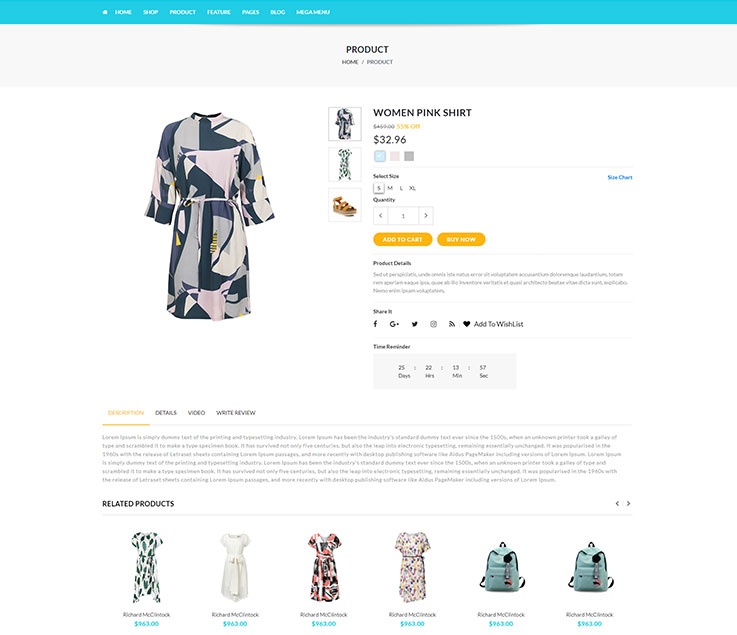 HOME SHOP PRODUCT FEATURE PAGES BLOG MEGA MENU
PRODUCT
HOME / PRODUCT
WOMEN PINK SHIRT
$459.00 55% Off
$32.96
Select Size
Size Chart
S M L XL
Quantity
1
ADD TO CART BUY NOW
Product Details
Sed ut perspiciatis, unde omnis iste natus error sit voluptatem accusantium doloremque laudantium, totam
rem aperiam eaque ipsa, quae ab illo inventore veritatis et quasi architecto beatae vitae dicta sunt, explicabo.
Nemo enim ipsam voluptatem.
Share It
Add To WishList
Time Reminder
25 : 22 : 13 : 57
Days Hrs Min Sec
DESCRIPTION DETAILS VIDEO WRITE REVIEW
Lorem Ipsum is simply dummy text of the printing and typesetting industry. Lorem Ipsum has been the industry's standard dummy text ever since the 1500s, when an unknown printer took a galley of
type and scrambled it to make a type specimen book. It has survived not only five centuries, but also the leap into electronic typesetting, remaining essentially unchanged. It was popularised in the
1960s with the release of Letraset sheets containing Lorem Ipsum passages, and more recently with desktop publishing software like Aldus PageMaker including versions of Lorem Ipsum. Lorem Ipsum
is simply dummy text of the printing and typesetting industry. Lorem Ipsum has been the industry's standard dummy text ever since the 1500s, when an unknown printer took a galley of type and
scrambled it to make a type specimen book. It has survived not only five centuries, but also the leap into electronic typesetting, remaining essentially unchanged. It was popularised in the 1960s with
the release of Letraset sheets containing Lorem Ipsum passages, and more recently with desktop publishing software like Aldus PageMaker including versions of Lorem Ipsum.
RELATED PRODUCTS
Richard McClintock Richard McClintock Richard McClintock Richard McClintock Richard McClintock Richard McClintock
$963.00 $963.00 $963.00 $963.00 $963.00 $963.00